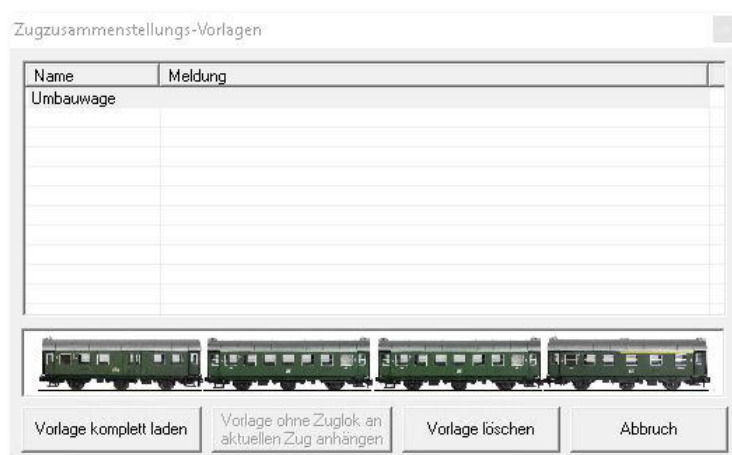 Zugzusammenstellungs-Vorlagen
Name Meldung
Umbauwage
Vorlage komplett laden
Vorlage ohne Zuglok an
aktuellen Zug anhängen
Vorlage löschen
Abbruch